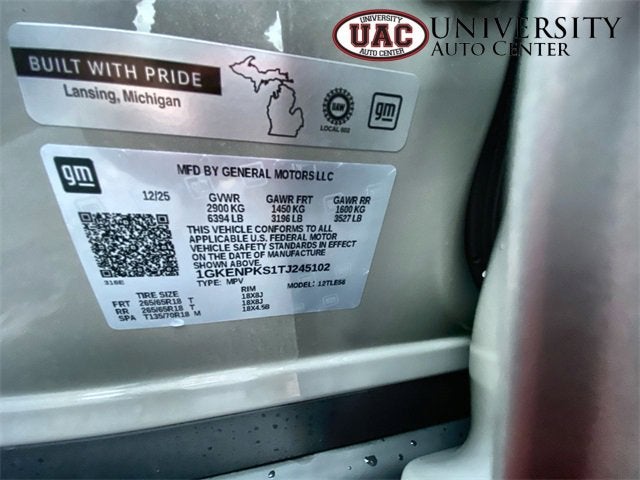 UNIVERSITY
UAC
AUTO CENTER
UNIVERSITY
AUTO CENTER
BUILT WITH PRIDE
Lansing, Michigan
UAW
LOCAL 602
gm
gm
MFD BY GENERAL MOTORS LLC
12/25 GVWR GAWR FRT GAWR RR
2900 KG 1450 KG 1600 KG
6394 LB 3196 LB 3527 LB
THIS VEHICLE CONFORMS TO ALL APPLICABLE
U.S. FEDERAL MOTOR
VEHICLE SAFETY STANDARDS IN EFFECT
ON THE DATE OF MANUFACTURE
SHOWN ABOVE.
1GKENPKS1TJ245102
316E TYPE: MPV MODEL: 12TLE56
TIRE SIZE RIM
FRT 265/65R18 T 18X8J
RR 265/65R18 T 18X8J
SPA T135/70R18 M 18X4.5B